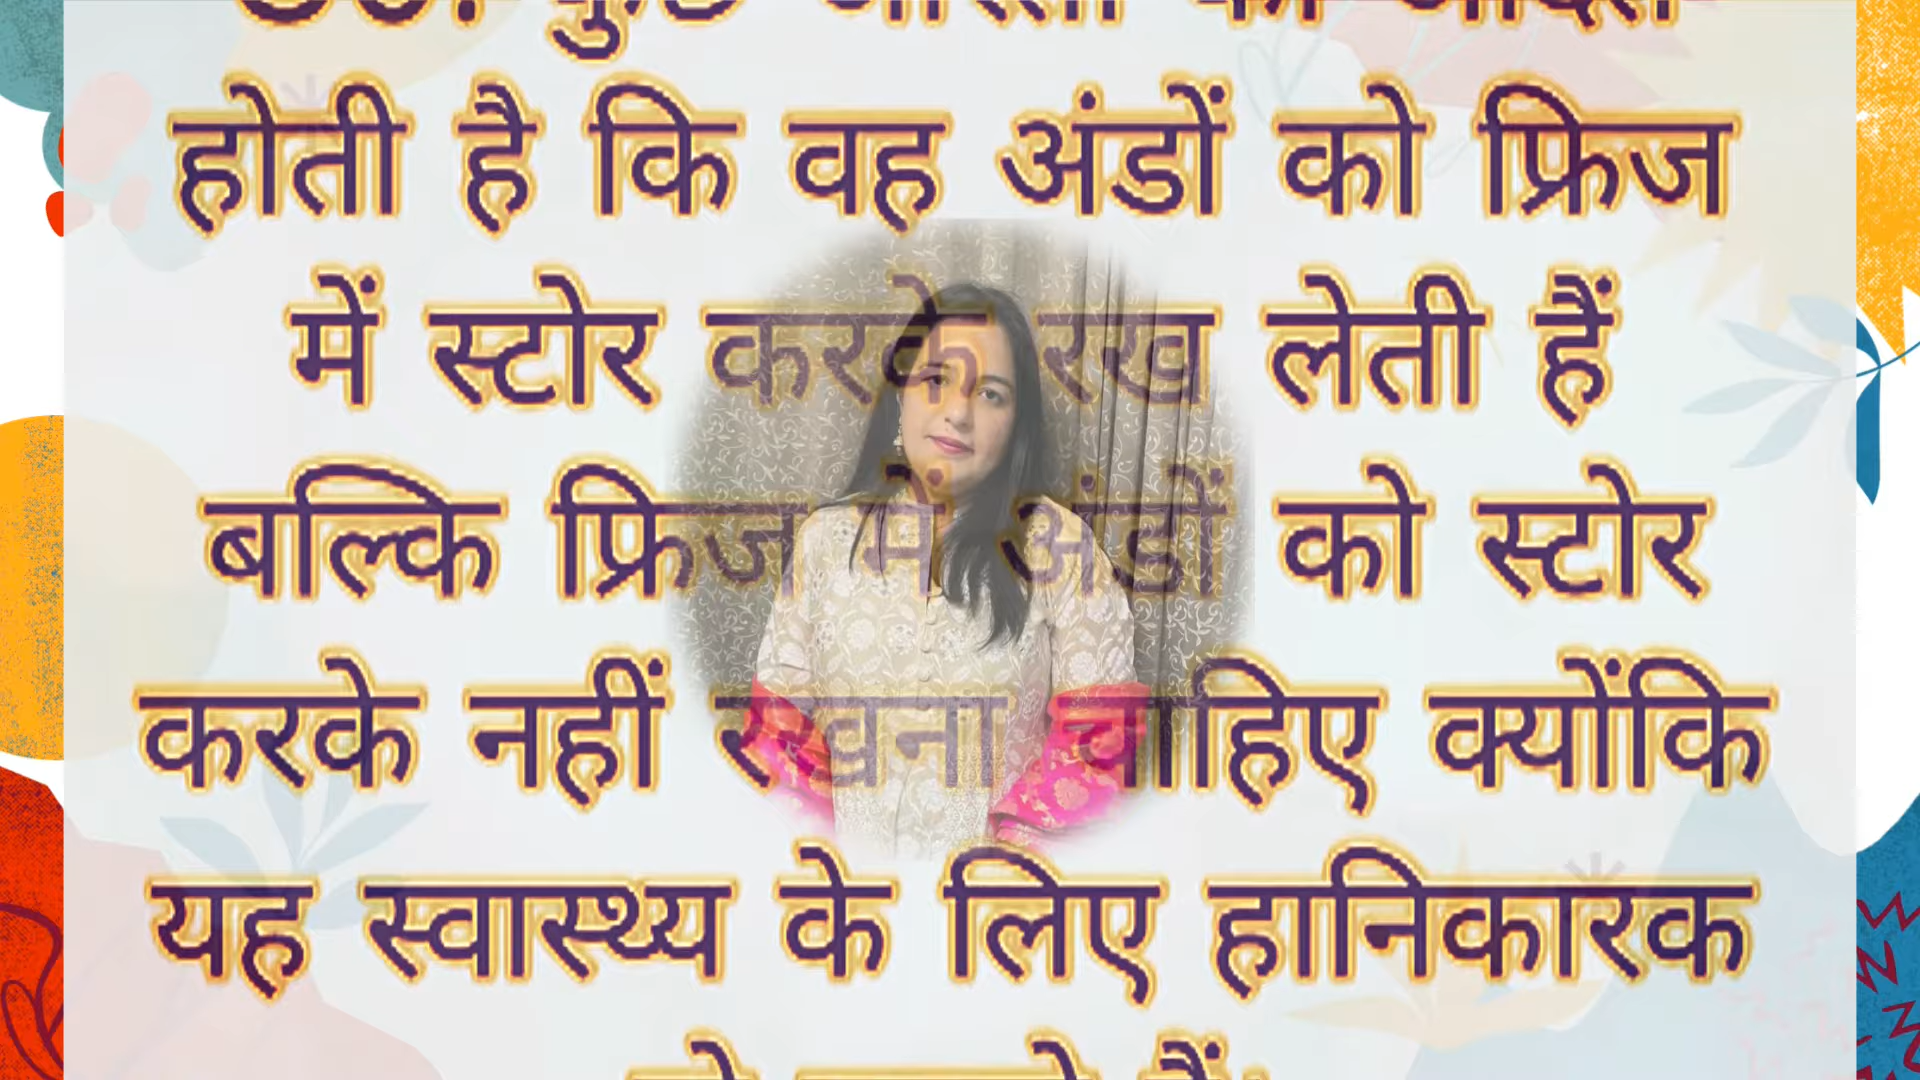 होती है कि वह अंडों को फ्रिज
में स्टोर करके रख लेती हैं
बल्कि फ्रिज में अंडों को स्टोर
करके नहीं रखना चाहिए क्योंकि
यह स्वास्थ्य के लिए हानिकारक